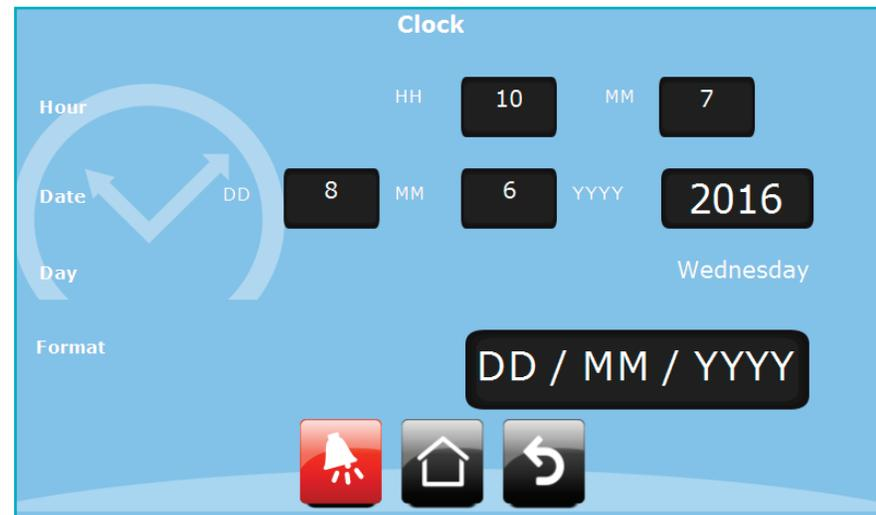 Clock
Hour HH 10 MM 7
Date DD 8 MM 6 YYYY 2016
Day Wednesday
Format DD / MM / YYYY